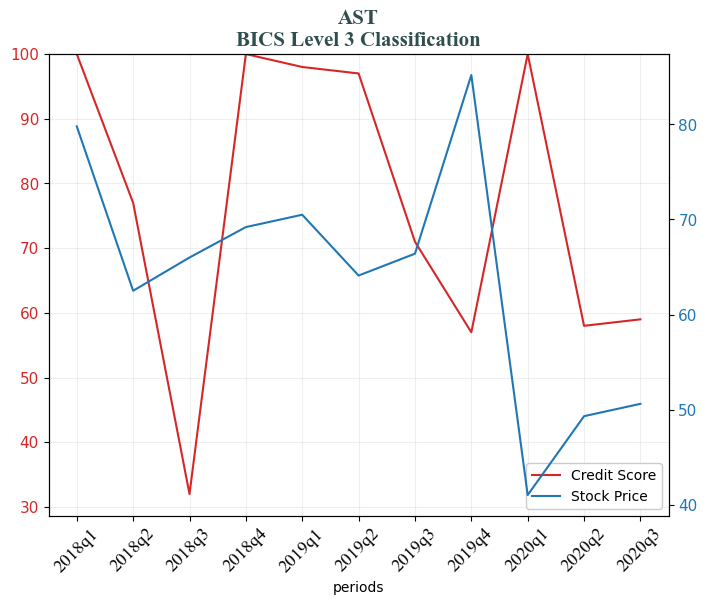 AST
BICS Level 3 Classification
100
90
80
70
60
50
40
30
80
70
60
50
40
Credit Score
Stock Price
2018q1
2018q2
2018q3
2018q4
2019q1
2019q2
2019q3
2019q4
2020q1
2020q2
2020q3
periods